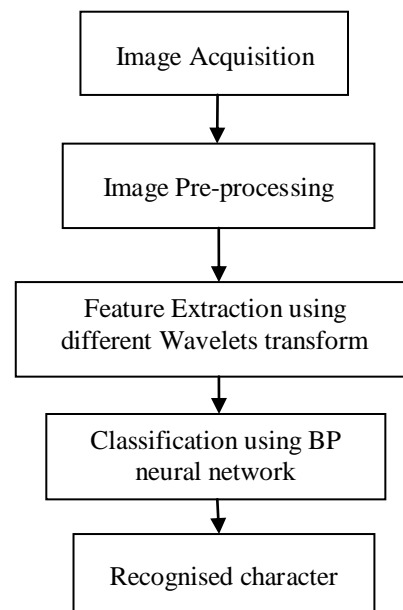 Image Acquisition
Image Pre-processing
Feature Extraction using
different Wavelets transform
Classification using BP
neural network
Recognised character